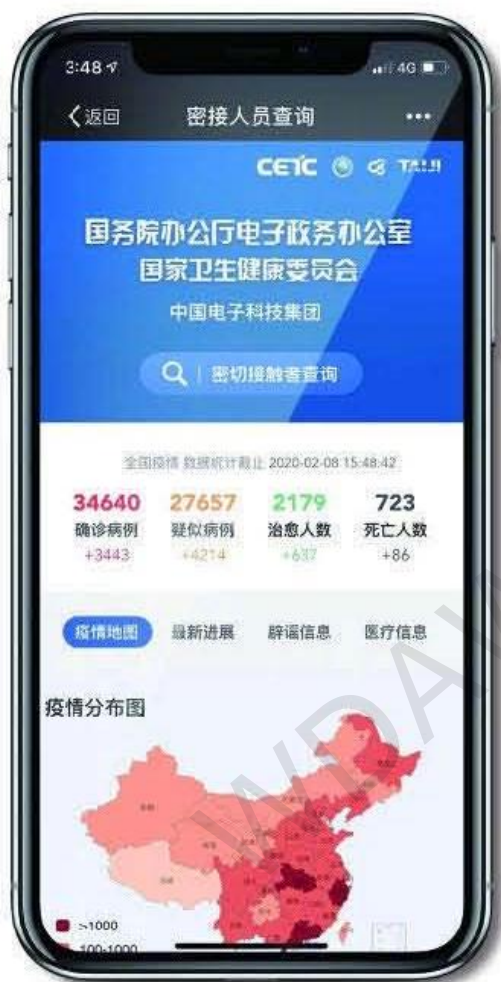 3:48
4G
返回
密接人员查询
CETC
TAIJI
国务院办公厅电子政务办公室
国家卫生健康委员会
中国电子科技集团
密切接触者查询
全国疫情 数据统计截止 2020-02-08 15:48:42
34640 27657 2179 723
确诊病例 疑似病例 治愈人数 死亡人数
+3443 +4214 +637 +86
疫情地图 最新进展 辟谣信息 医疗信息
疫情分布图
>1000
100-1000